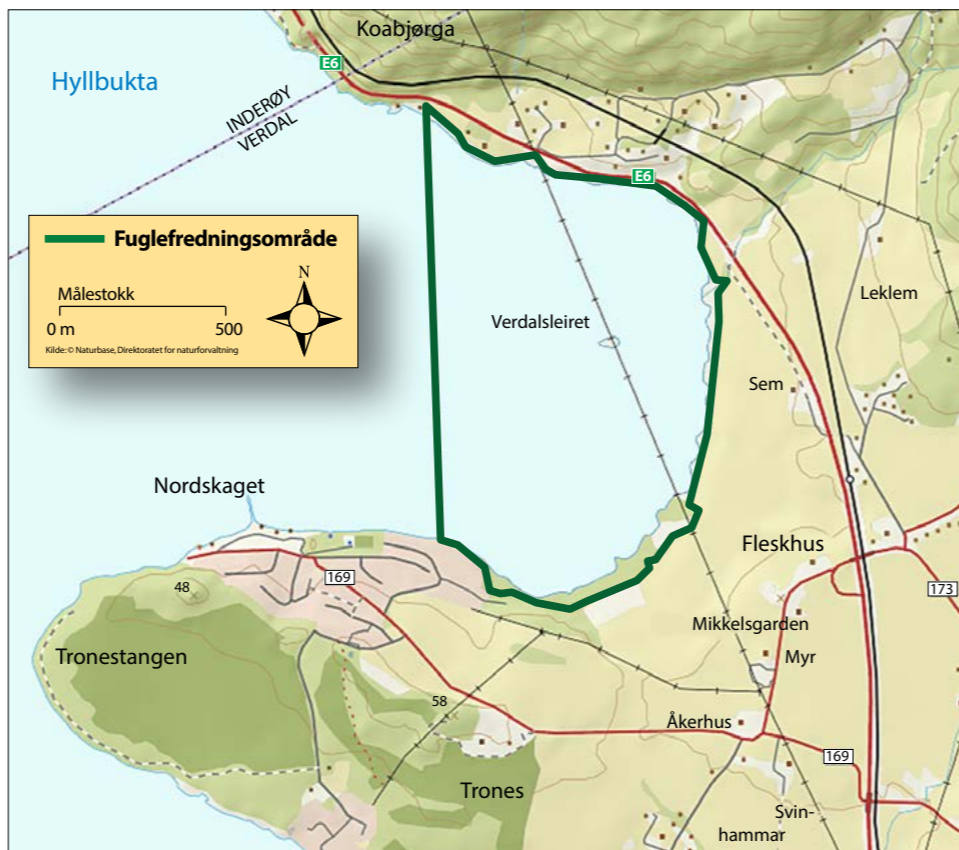 Koabjørga
E6
Hyllbukta
INDERØY
VERDAL
E6
Fuglefredningsområde
Målestokk
N
0 m 500
Kilde: © Naturbase, Direktoratet for naturforvaltning
Verdalsleiret
Leklem
Sem
Nordskaget
Fleskhus
169
48
173
Mikkelsgarden
Tronestangen
Myr
58
Åkerhus
169
Trones
Svin-
hammar